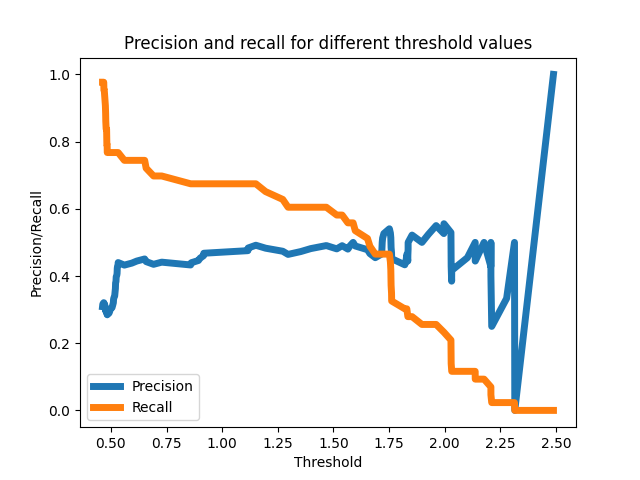 Precision and recall for different threshold values
1.0
0.8
0.6
0.4
0.2
0.0
Precision/Recall
Precision
Recall
0.50 0.75 1.00 1.25 1.50 1.75 2.00 2.25 2.50
Threshold